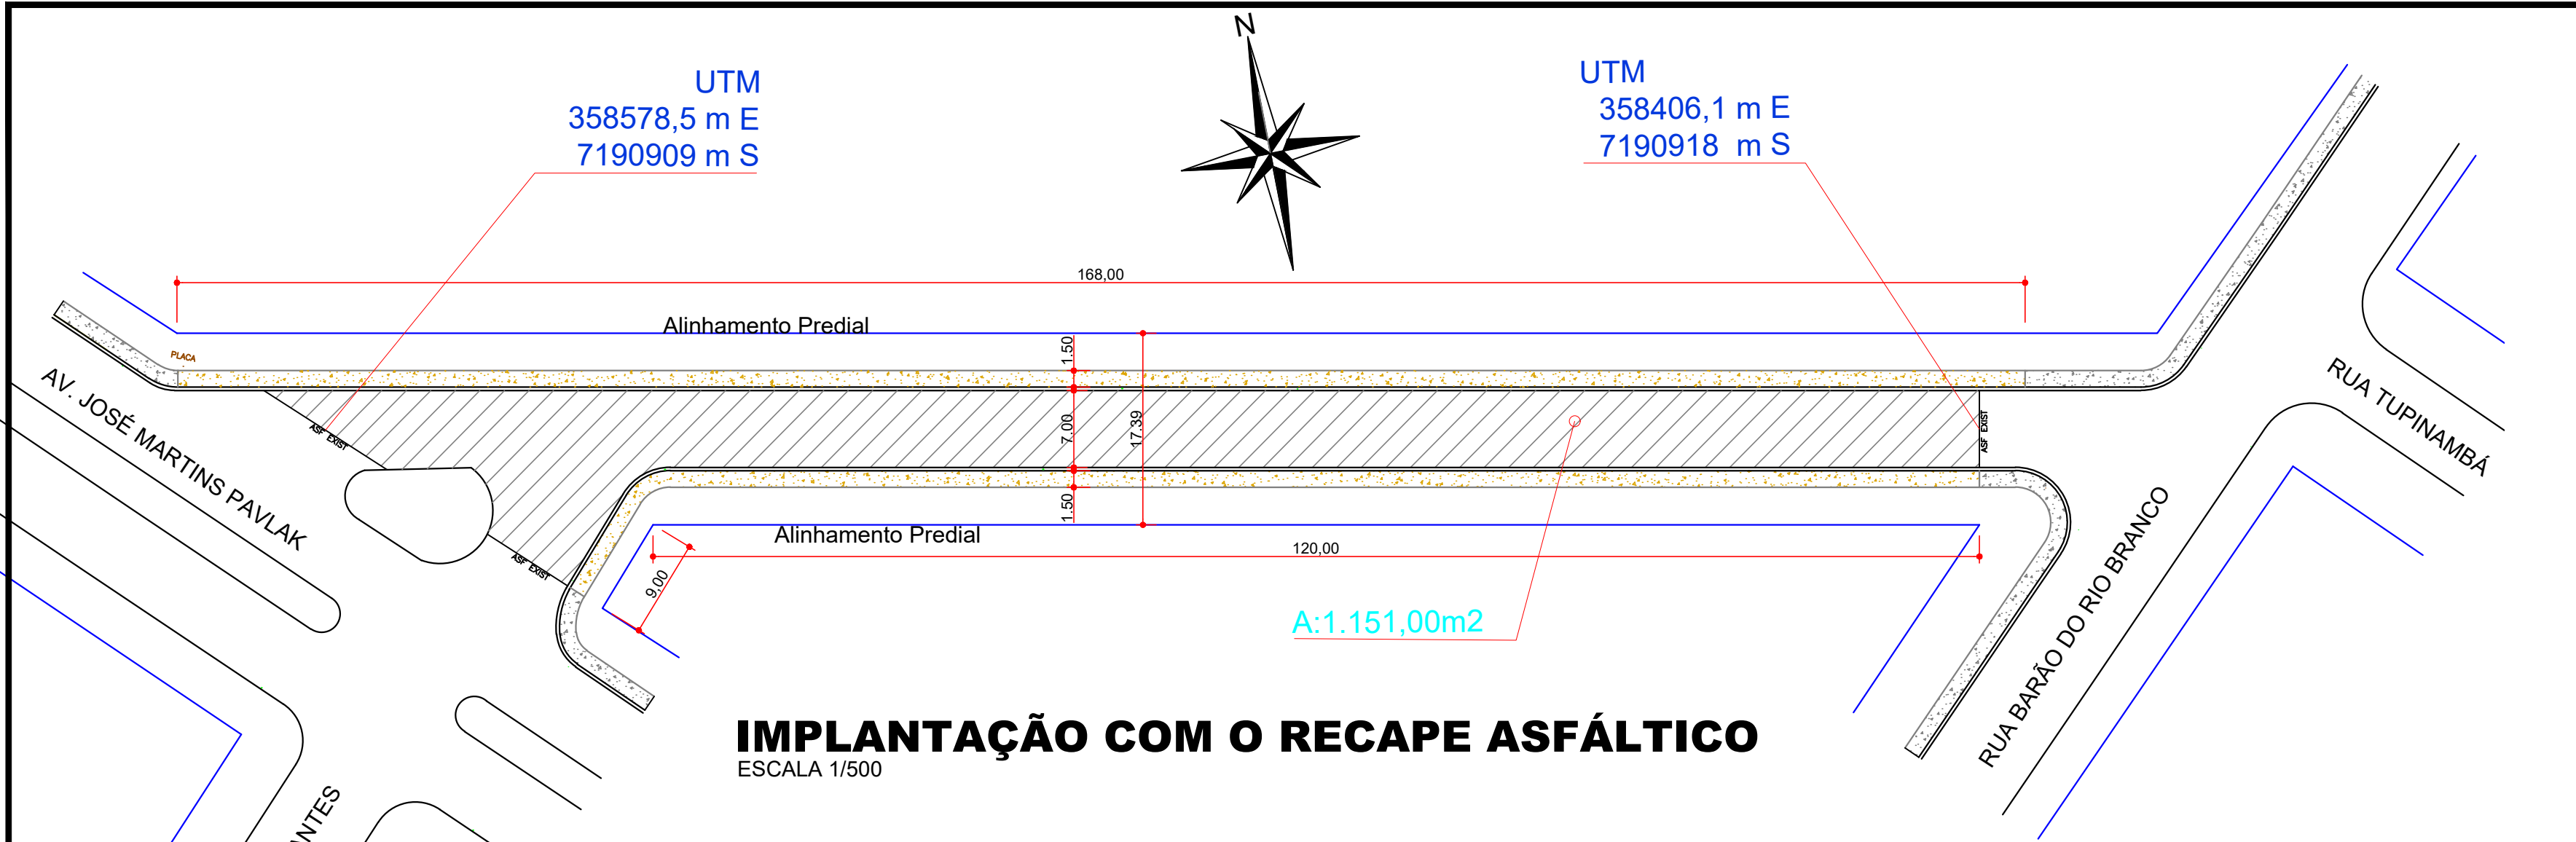 N
UTM
358578,5 m E
7190909 m S
UTM
358406,1 m E
7190918 m S
168,00
Alinhamento Predial
PLACA
1.50
7.00
17.39
1.50
ASF EXIST
ASF EXIST
ASF EXIST
AV. JOSÉ MARTINS PAVLAK
RUA TUPINAMBÁ
Alinhamento Predial
120,00
9,00
A:1.151,00m2
RUA BARÃO DO RIO BRANCO
IMPLANTAÇÃO COM O RECAPE ASFÁLTICO
ESCALA 1/500
NTES